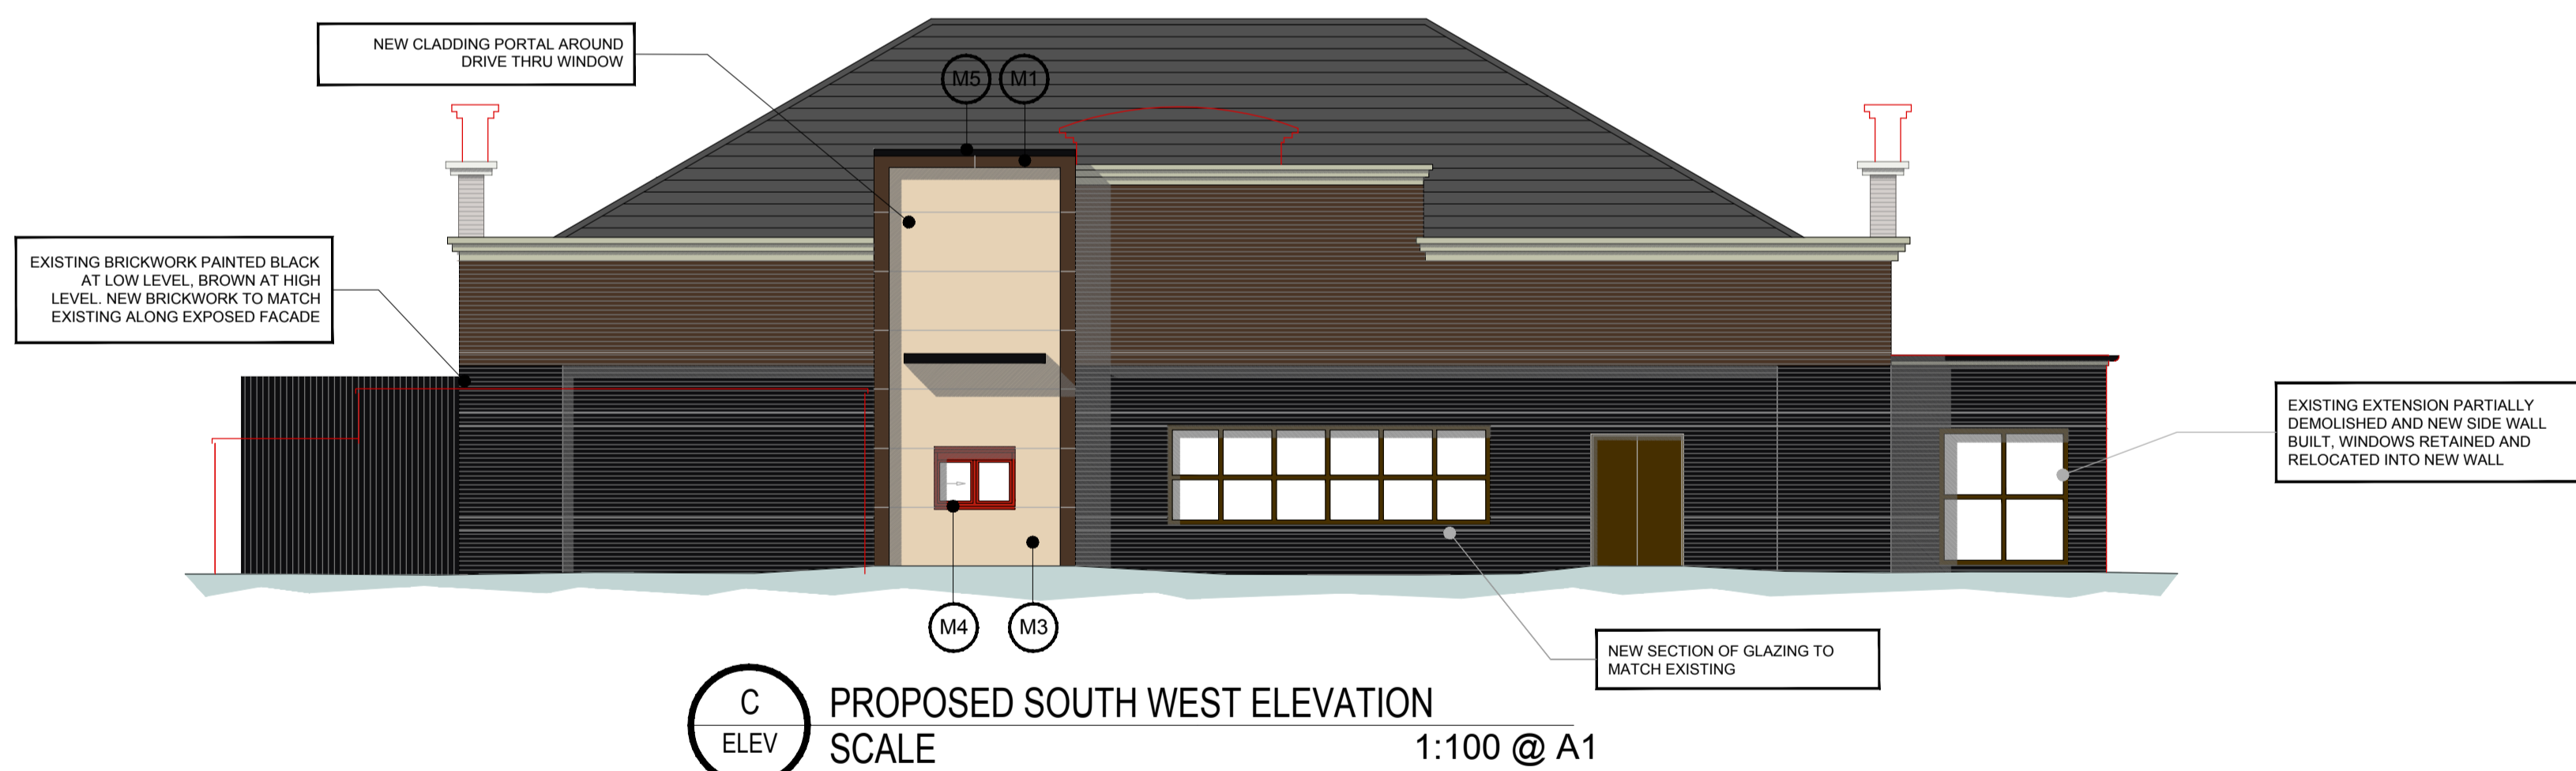 NEW CLADDING PORTAL AROUND
DRIVE THRU WINDOW
M5
M1
EXISTING BRICKWORK PAINTED BLACK
AT LOW LEVEL, BROWN AT HIGH
LEVEL. NEW BRICKWORK TO MATCH
EXISTING ALONG EXPOSED FACADE
EXISTING EXTENSION PARTIALLY
DEMOLISHED AND NEW SIDE WALL
BUILT, WINDOWS RETAINED AND
RELOCATED INTO NEW WALL
M4
M3
NEW SECTION OF GLAZING TO
MATCH EXISTING
C
ELEV
PROPOSED SOUTH WEST ELEVATION
SCALE 1:100 @ A1